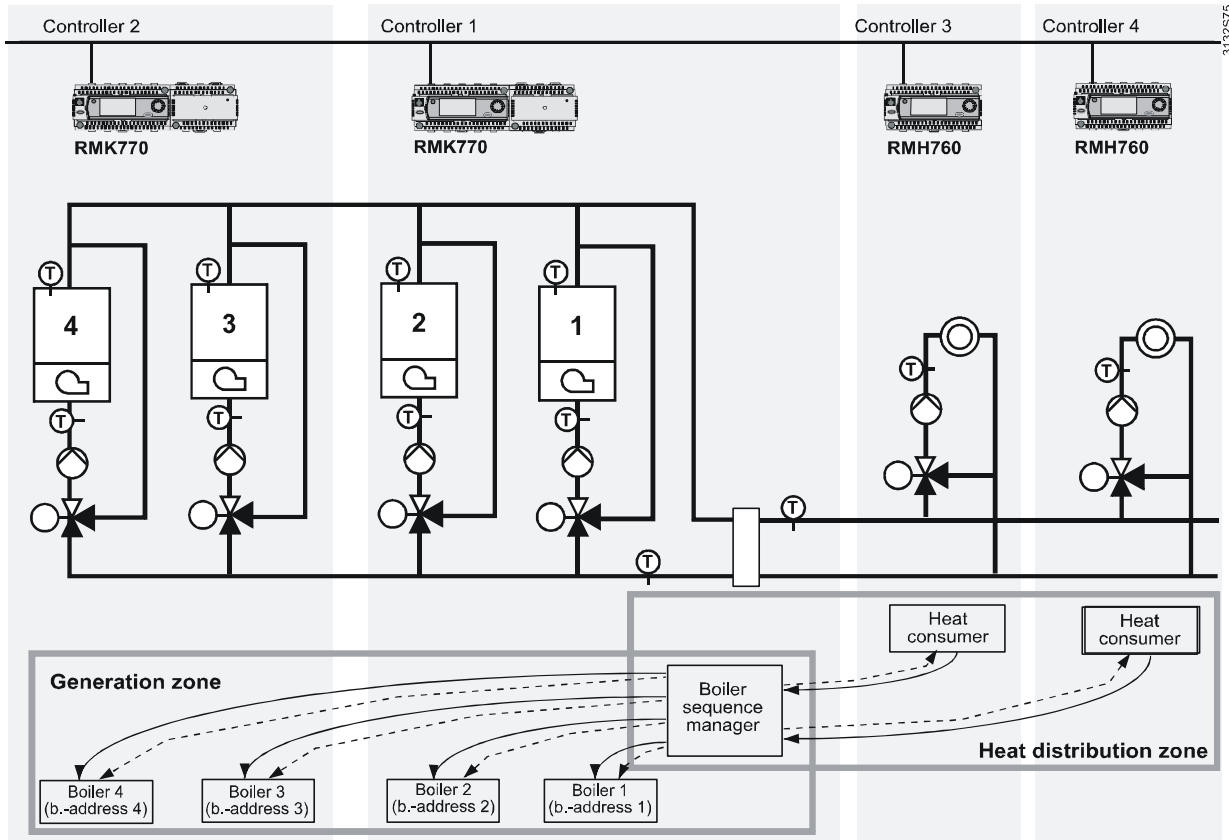 Controller 2
Controller 1
Controller 3
Controller 4
3132S75
RMK770
RMK770
RMH760
RMH760
T
T
T
T
4
3
2
1
T
T
T
T
T
T
T
T
Heat
consumer
Heat
consumer
Generation zone
Boiler
sequence
manager
Heat distribution zone
Boiler 4
(b.-address 4)
Boiler 3
(b.-address 3)
Boiler 2
(b.-address 2)
Boiler 1
(b.-address 1)